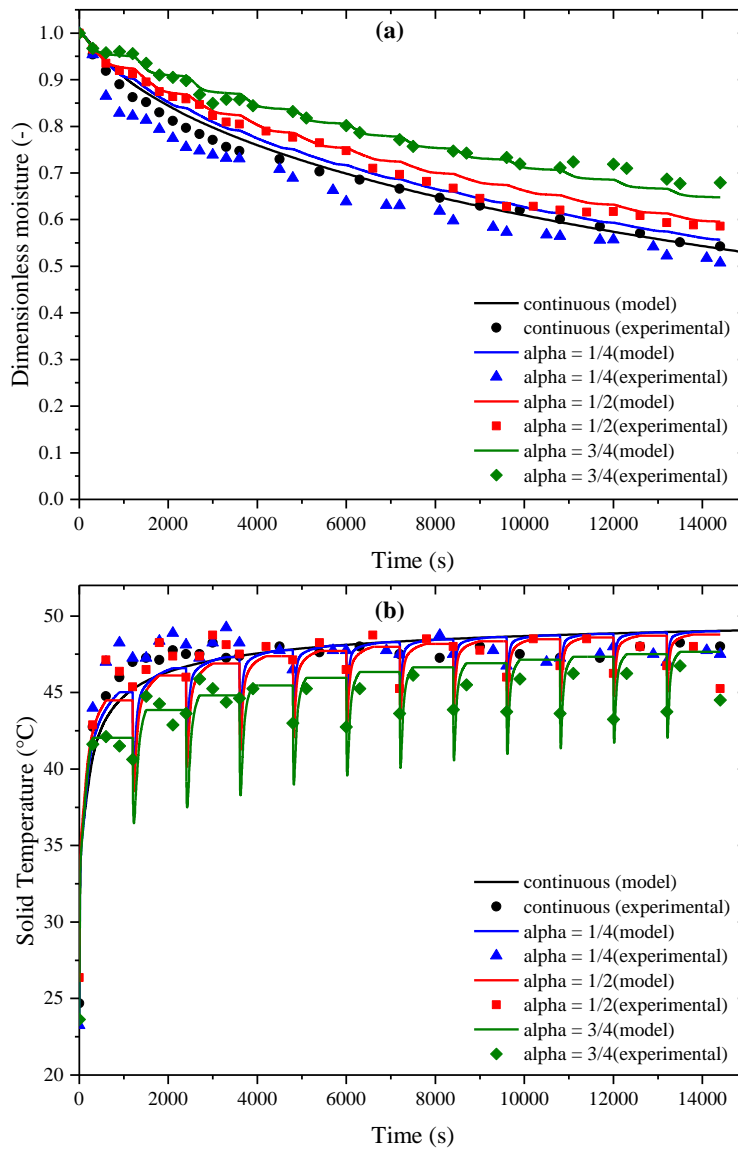 (a)
1.1
1.0
0.9
0.8
0.7
0.6
0.5
0.4
0.3
0.2
0.1
0.0
Dimensionless moisture (-)
continuous (model)
continuous (experimental)
alpha = 1/4(model)
alpha = 1/4(experimental)
alpha = 1/2(model)
alpha = 1/2(experimental)
alpha = 3/4(model)
alpha = 3/4(experimental)
0 2000 4000 6000 8000 10000 12000 14000
Time (s)
(b)
50
45
40
35
30
25
20
Solid Temperature (°C)
continuous (model)
continuous (experimental)
alpha = 1/4(model)
alpha = 1/4(experimental)
alpha = 1/2(model)
alpha = 1/2(experimental)
alpha = 3/4(model)
alpha = 3/4(experimental)
0 2000 4000 6000 8000 10000 12000 14000
Time (s)